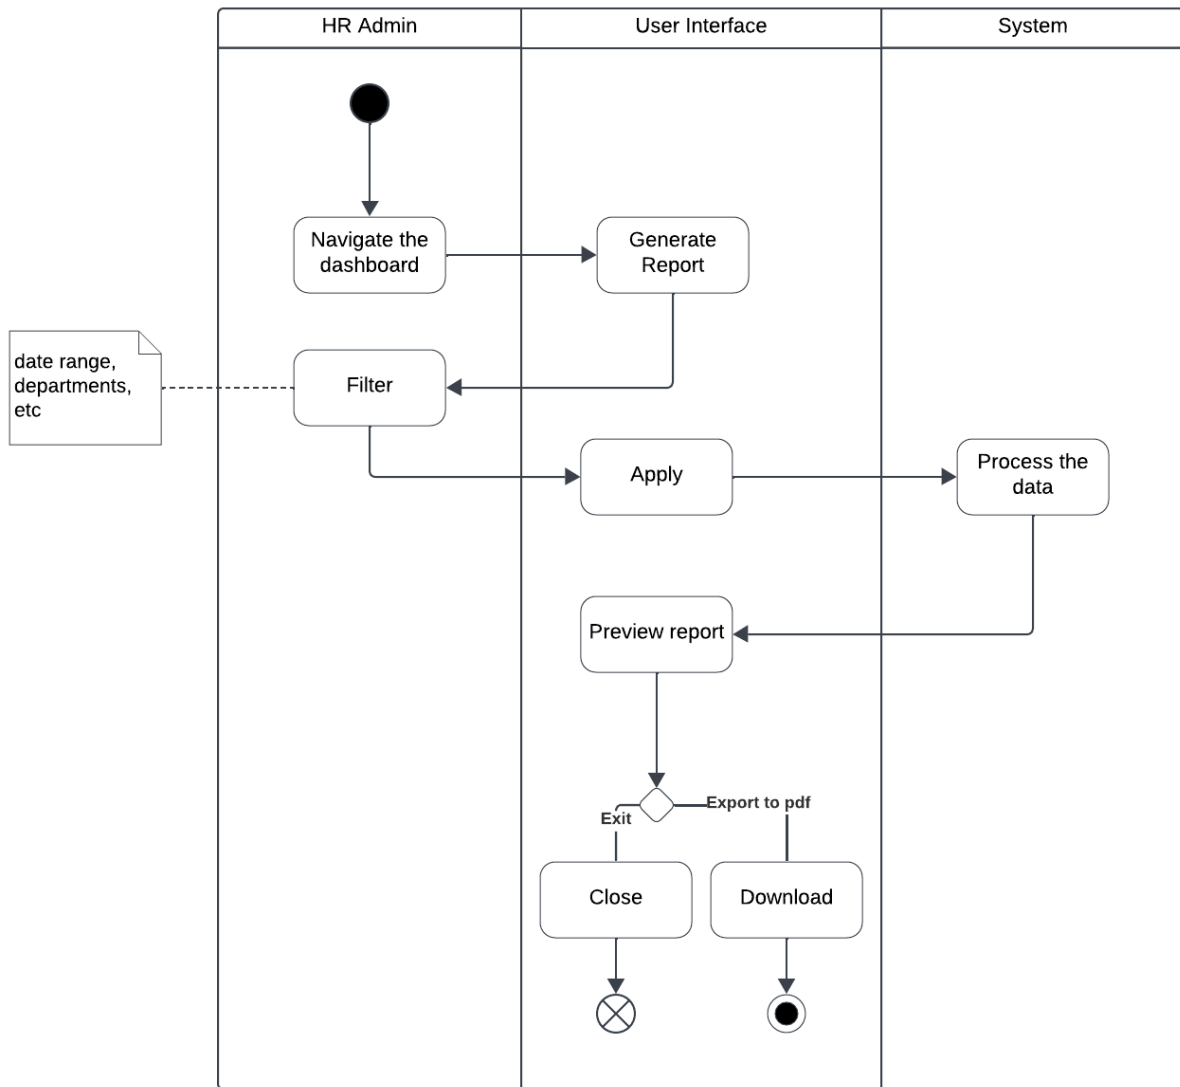 HR Admin
User Interface
System
Navigate the
dashboard
Generate
Report
date range,
departments,
etc
Filter
Apply
Process the
data
Preview report
Exit
Export to pdf
Close
Download